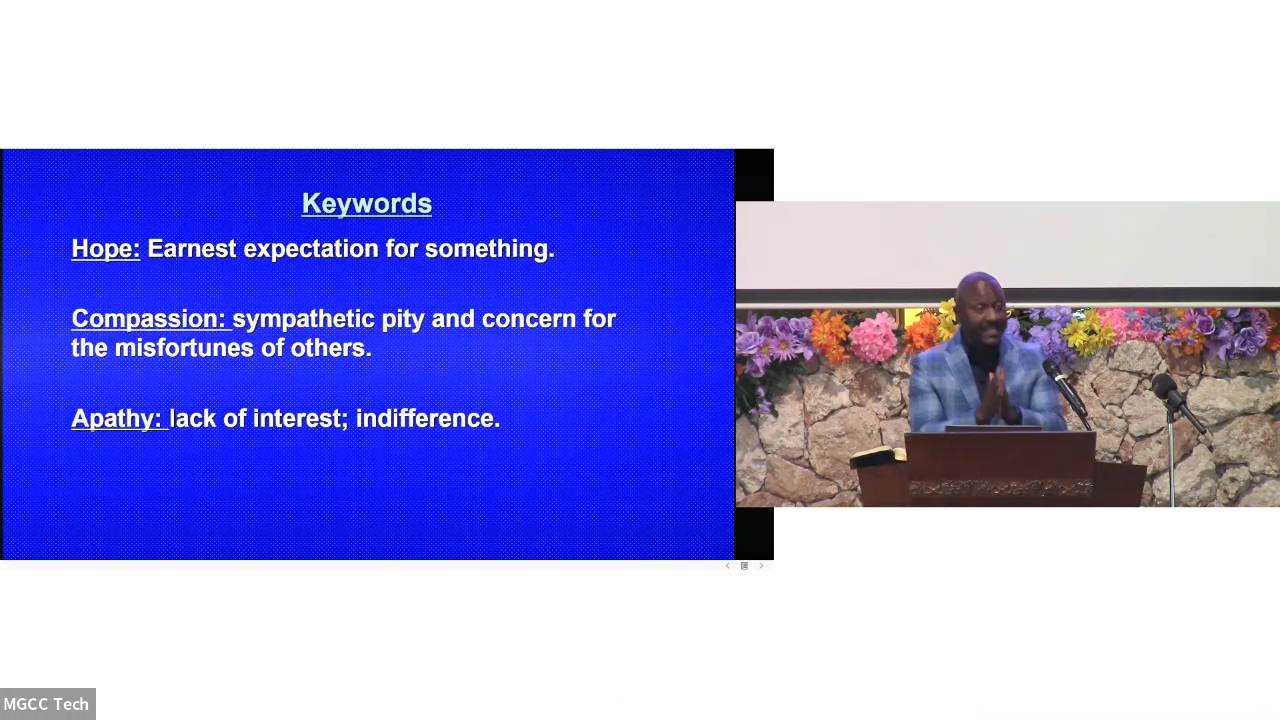 Keywords
Hope: Earnest expectation for something.
Compassion: sympathetic pity and concern for
the misfortunes of others.
Apathy: lack of interest; indifference.
MGCC Tech